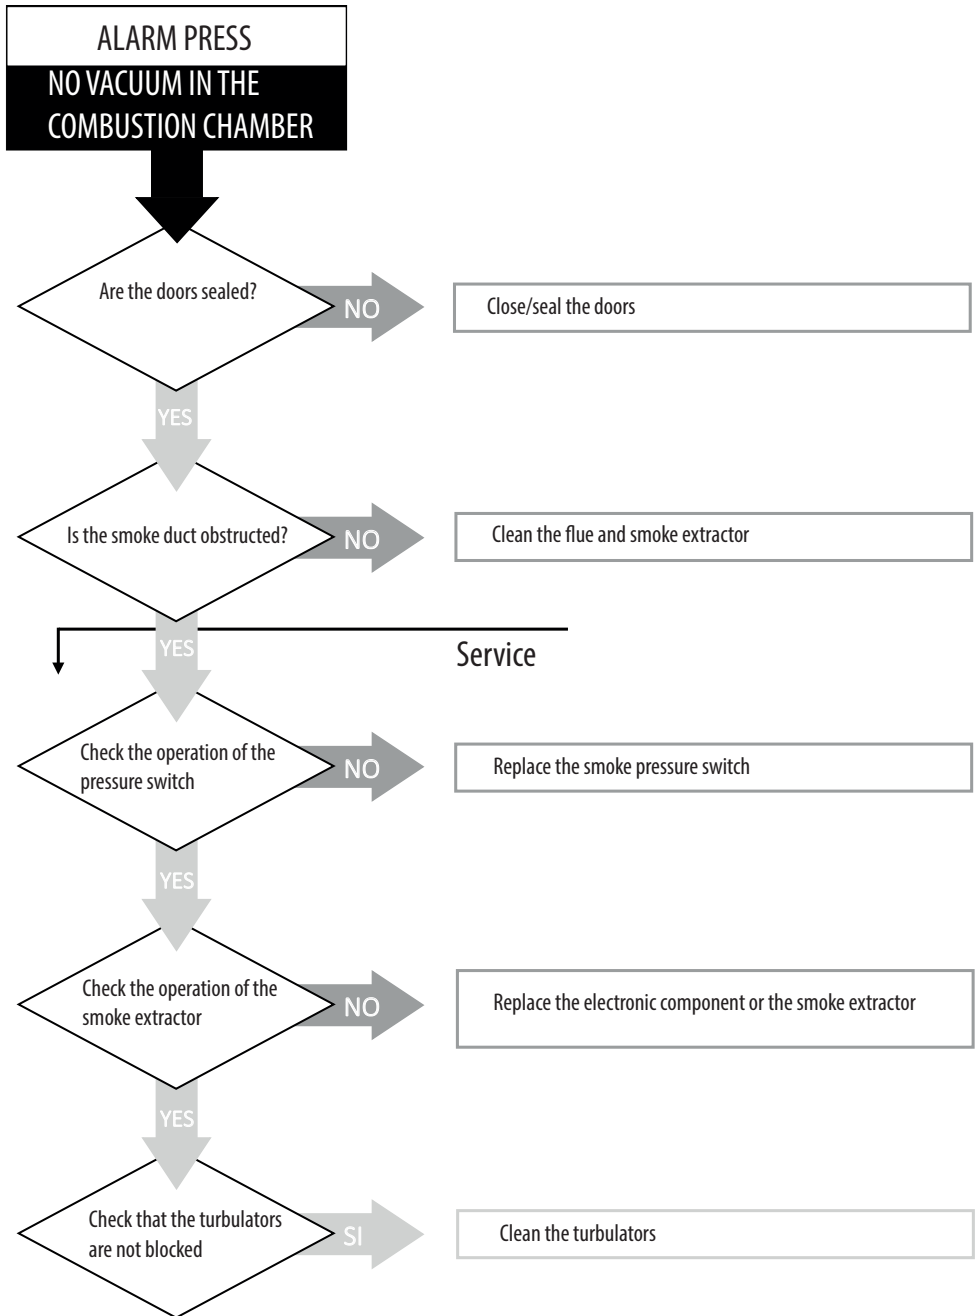 ALARM PRESS
NO VACUUM IN THE
COMBUSTION CHAMBER
Are the doors sealed?
NO
Close/seal the doors
YES
Is the smoke duct obstructed?
NO
Clean the flue and smoke extractor
YES
Service
Check the operation of the
pressure switch
NO
Replace the smoke pressure switch
YES
Check the operation of the
smoke extractor
NO
Replace the electronic component or the smoke extractor
YES
Check that the turbulators
are not blocked
SI
Clean the turbulators